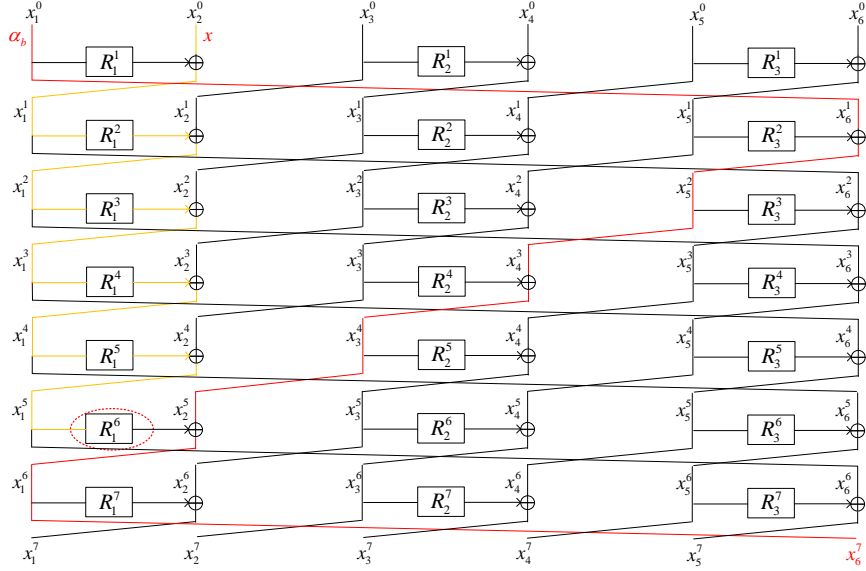 x_1^0 x_2^0 x_3^0 x_4^0 x_5^0 x_6^0
α_b x
R_1^1 R_2^1 R_3^1
x_1^1 x_2^1 x_3^1 x_4^1 x_5^1 x_6^1
R_1^2 R_2^2 R_3^2
x_1^2 x_2^2 x_3^2 x_4^2 x_5^2 x_6^2
R_1^3 R_2^3 R_3^3
x_1^3 x_2^3 x_3^3 x_4^3 x_5^3 x_6^3
R_1^4 R_2^4 R_3^4
x_1^4 x_2^4 x_3^4 x_4^4 x_5^4 x_6^4
R_1^5 R_2^5 R_3^5
x_1^5 x_2^5 x_3^5 x_4^5 x_5^5 x_6^5
R_1^6 R_2^6 R_3^6
x_1^6 x_2^6 x_3^6 x_4^6 x_5^6 x_6^6
R_1^7 R_2^7 R_3^7
x_1^7 x_2^7 x_3^7 x_4^7 x_5^7 x_6^7